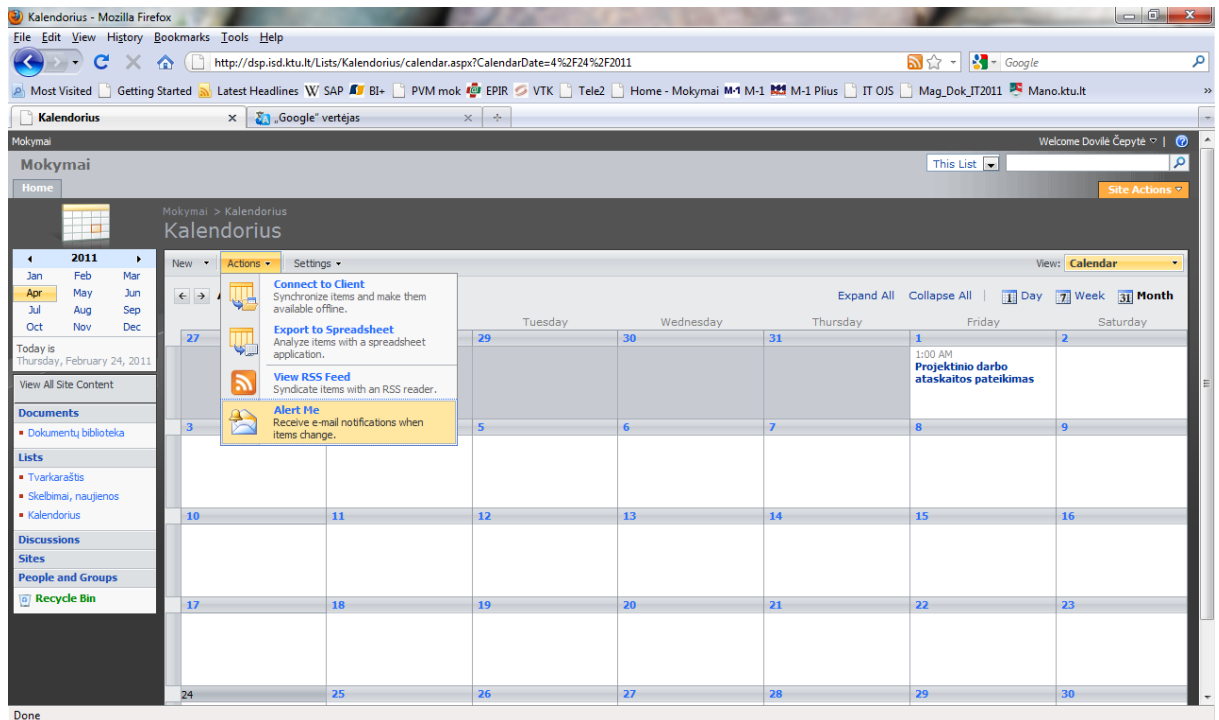 Kalendorius - Mozilla Firefox
File Edit View History Bookmarks Tools Help
http://dsp.isd.ktu.lt/Lists/Kalendorius/calendar.aspx?CalendarDate=4%2F24%2F2011
Google
Most Visited Getting Started Latest Headlines W SAP BI+ PVM mok EPIR VTK Tele2 Home - Mokymai M-1 M-1 M-1 Plius IT OJS Mag_Dok_IT2011 Mano.ktu.lt »
Kalendorius
„Google“ vertėjas
Mokymai
Welcome Dovilė Čepytė
Mokymai
This List
Home
Site Actions
Mokymai > Kalendorius
Kalendorius
2011
Jan Feb Mar
Apr May Jun
Jul Aug Sep
Oct Nov Dec
Today is
Thursday, February 24, 2011
View All Site Content
Documents
Dokumentų biblioteka
Lists
Tvarkaraštis
Skelbimai, naujienos
Kalendorius
Discussions
Sites
People and Groups
Recycle Bin
New Actions Settings
View: Calendar
Connect to Client
Synchronize items and make them
available offline.
Export to Spreadsheet
Analyze items with a spreadsheet
application.
View RSS Feed
Syndicate items with an RSS reader.
Alert Me
Receive e-mail notifications when
items change.
Expand All Collapse All | 1 Day 7 Week 31 Month
Tuesday Wednesday Thursday Friday Saturday
27 29 30 31 1 2
1:00 AM
Projektinio darbo
ataskaitos pateikimas
3 5 6 7 8 9
10 11 12 13 14 15 16
17 18 19 20 21 22 23
24 25 26 27 28 29 30
Done